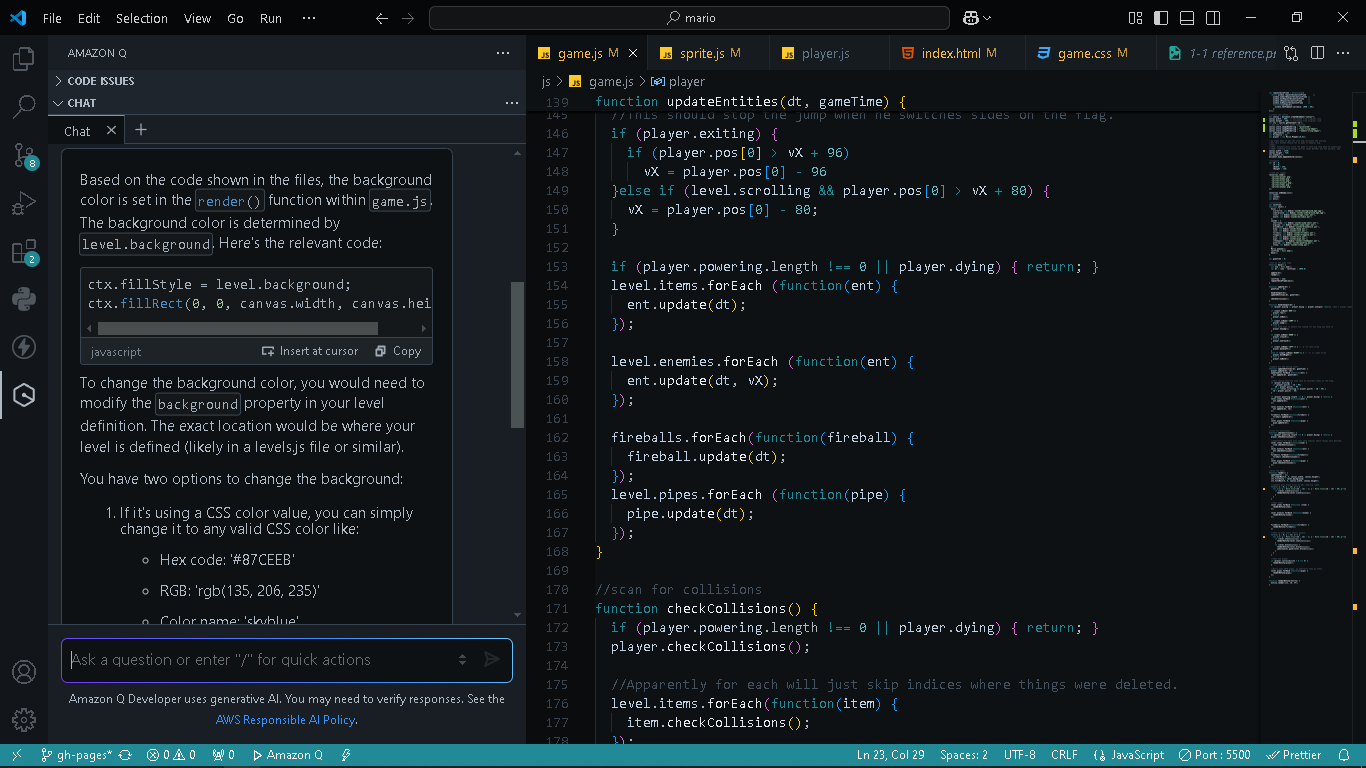 File Edit Selection View Go Run ··· mario
AMAZON Q ···
CODE ISSUES
CHAT ···
Chat
Based on the code shown in the files, the background
color is set in the render() function within game.js.
The background color is determined by
level.background. Here's the relevant code:
ctx.fillStyle = level.background;
ctx.fillRect(0, 0, canvas.width, canvas.hei
javascript Insert at cursor Copy
To change the background color, you would need to
modify the background property in your level
definition. The exact location would be where your
level is defined (likely in a levels.js file or similar).
You have two options to change the background:
1. If it's using a CSS color value, you can simply
change it to any valid CSS color like:
Hex code: '#87CEEB'
RGB: 'rgb(135, 206, 235)'
Color name: 'skyblue'
Ask a question or enter "/" for quick actions
Amazon Q Developer uses generative AI. You may need to verify responses. See the
AWS Responsible AI Policy.
8
2
JS game.js M JS sprite.js M JS player.js index.html M game.css M 1-1 reference.pr ···
js > JS game.js > player
139 function updateEntities(dt, gameTime) {
145 //This should stop the jump when he switches sides on the flag.
146 if (player.exiting) {
147 if (player.pos[0] > vX + 96)
148 vX = player.pos[0] - 96
149 }else if (level.scrolling && player.pos[0] > vX + 80) {
150 vX = player.pos[0] - 80;
151 }
152
153 if (player.powering.length !== 0 || player.dying) { return; }
154 level.items.forEach (function(ent) {
155 ent.update(dt);
156 });
157
158 level.enemies.forEach (function(ent) {
159 ent.update(dt, vX);
160 });
161
162 fireballs.forEach(function(fireball) {
163 fireball.update(dt);
164 });
165 level.pipes.forEach (function(pipe) {
166 pipe.update(dt);
167 });
168 }
169
170 //scan for collisions
171 function checkCollisions() {
172 if (player.powering.length !== 0 || player.dying) { return; }
173 player.checkCollisions();
174
175 //Apparently for each will just skip indices where things were deleted.
176 level.items.forEach(function(item) {
177 item.checkCollisions();
178 });
gh-pages* 0 0 0 Amazon Q Ln 23, Col 29 Spaces: 2 UTF-8 CRLF {} JavaScript Port : 5500 Prettier